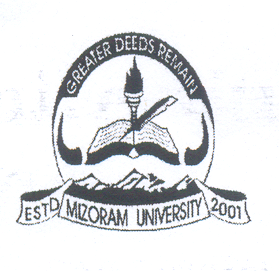 GREATER DEEDS REMAIN
ESTD MIZORAM UNIVERSITY 2001